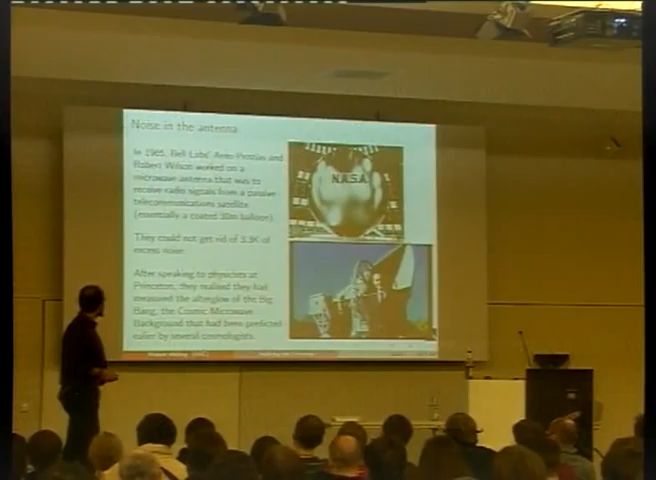 Noise in the antenna
In 1965, Bell Labs' Arno Penzias and
Robert Wilson worked on a
microwave antenna that was to
receive radio signals from a passive
telecommunications satellite
(essentially a coated 30m balloon).
They could not get rid of 3.3K of
excess noise.
After speaking to physicists at
Princeton, they realised they had
measured the afterglow of the Big
Bang, the Cosmic Microwave
Background that had been predicted
ealier by several cosmologists.
NASA